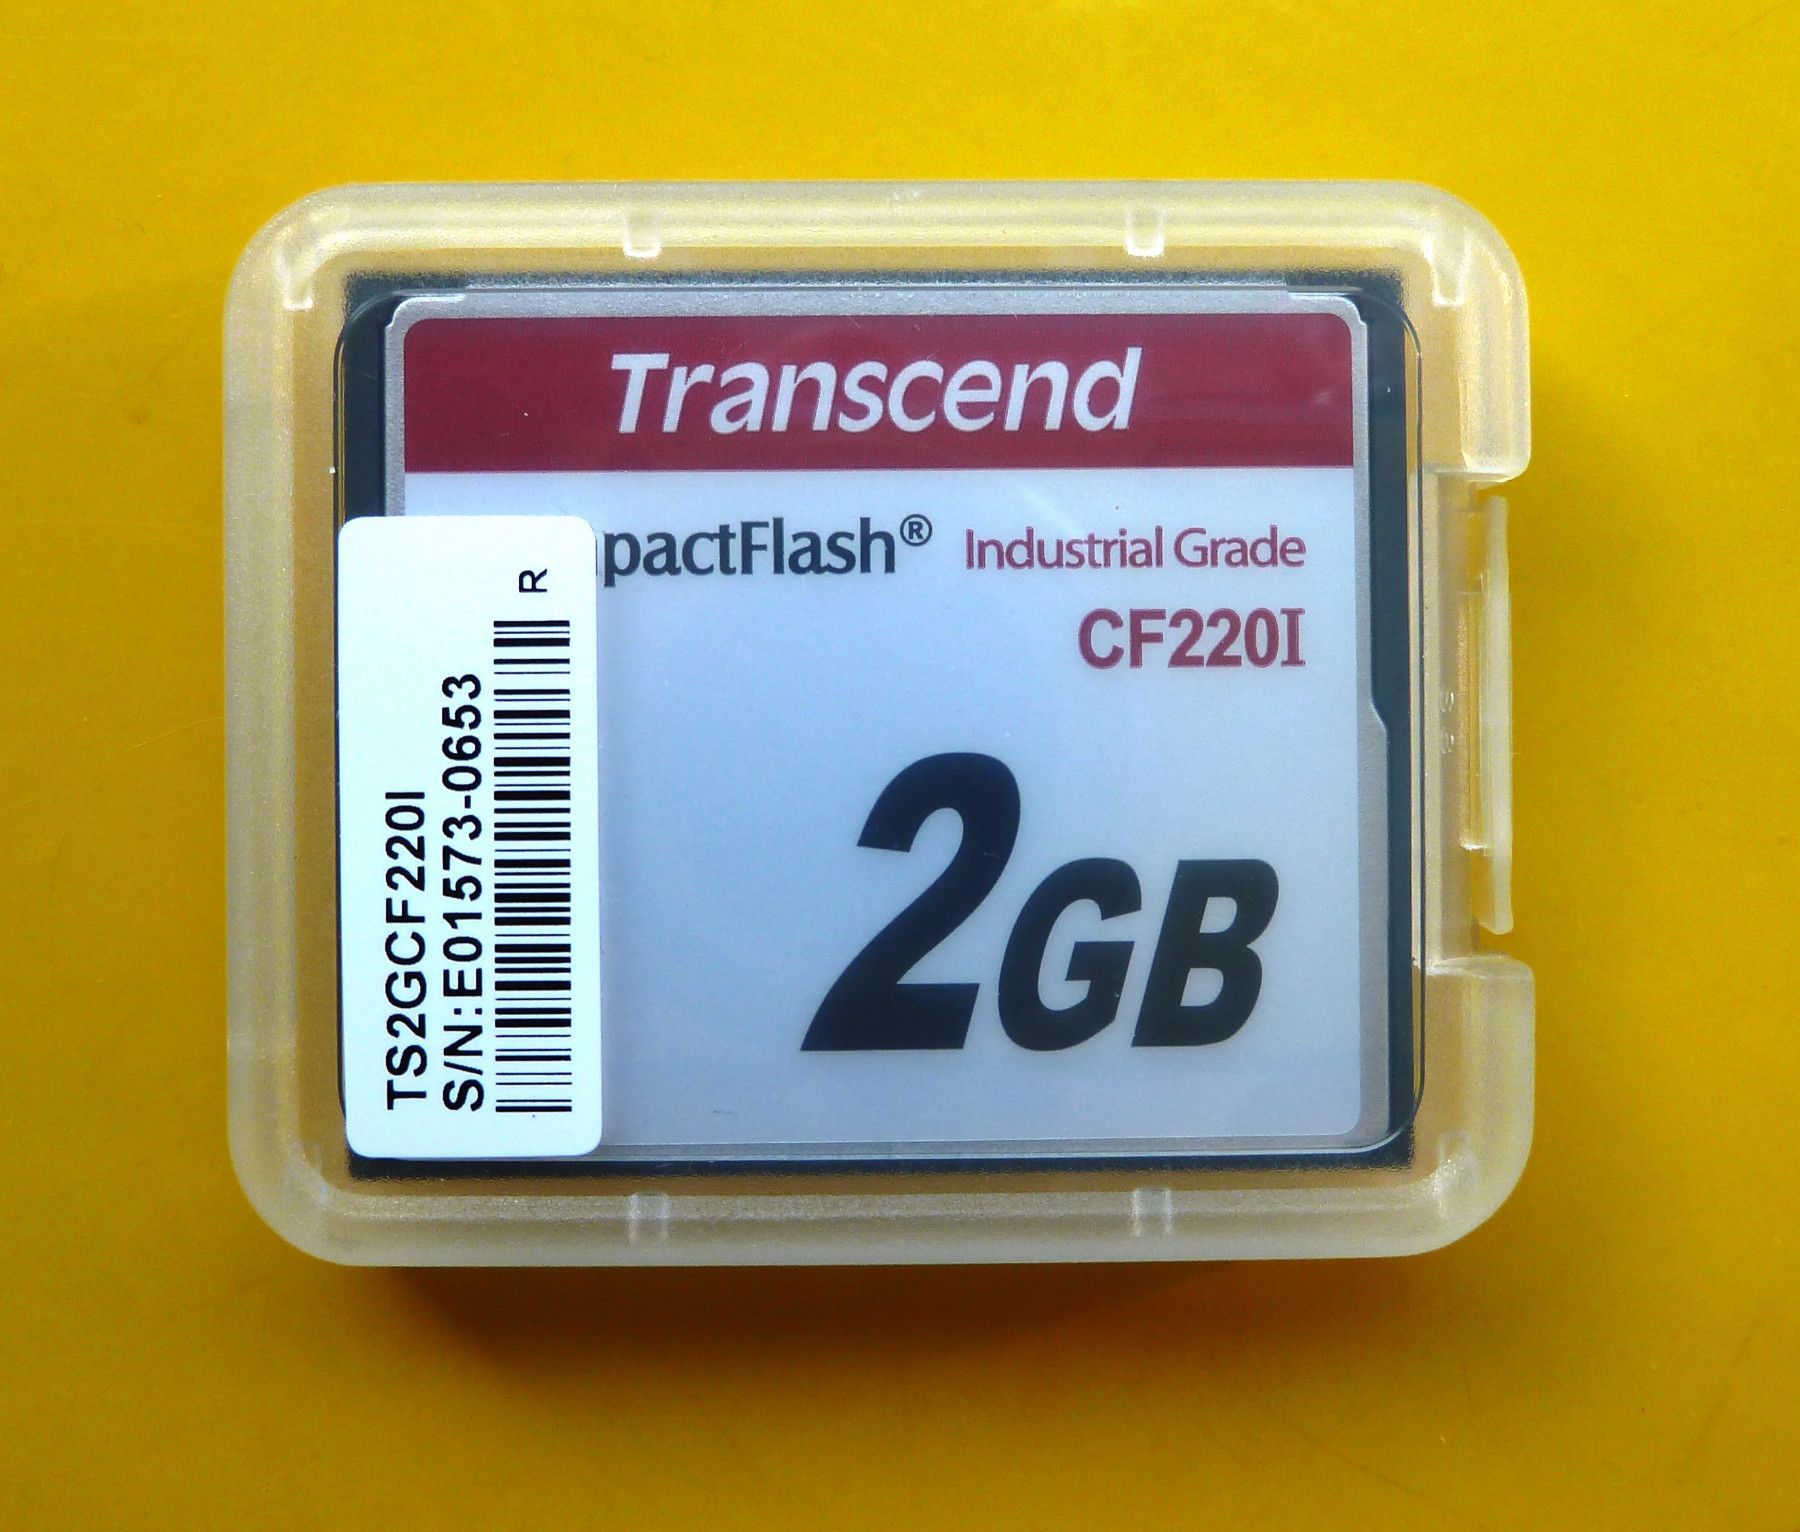 Transcend
pactFlash® Industrial Grade
CF220I
2GB
TS2GCF220I
S/N:E01573-0653
R